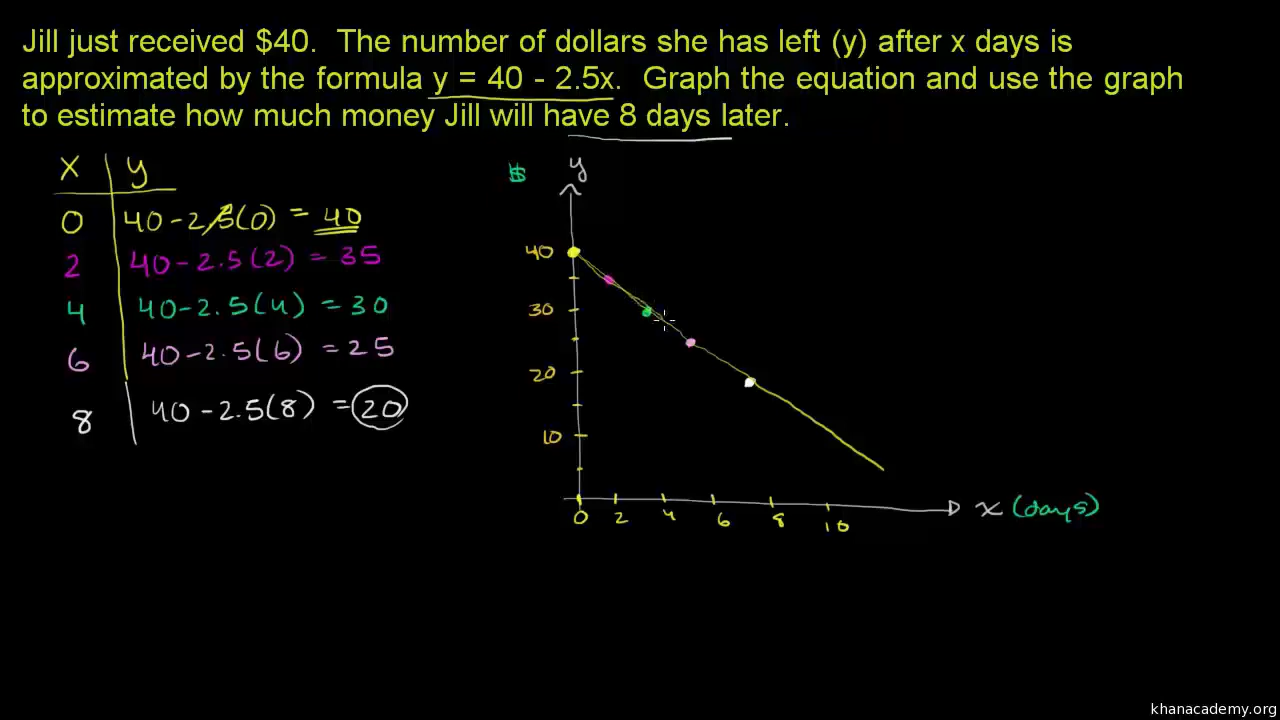 Jill just received $40. The number of dollars she has left (y) after x days is
approximated by the formula y = 40 - 2.5x. Graph the equation and use the graph
to estimate how much money Jill will have 8 days later.
x y
0 40-2.5(0) = 40
2 40-2.5(2) = 35
4 40-2.5(4) = 30
6 40-2.5(6) = 25
8 40-2.5(8) = 20
$ y
40
30
20
10
0 2 4 6 8 10
x (days)
khanacademy.org